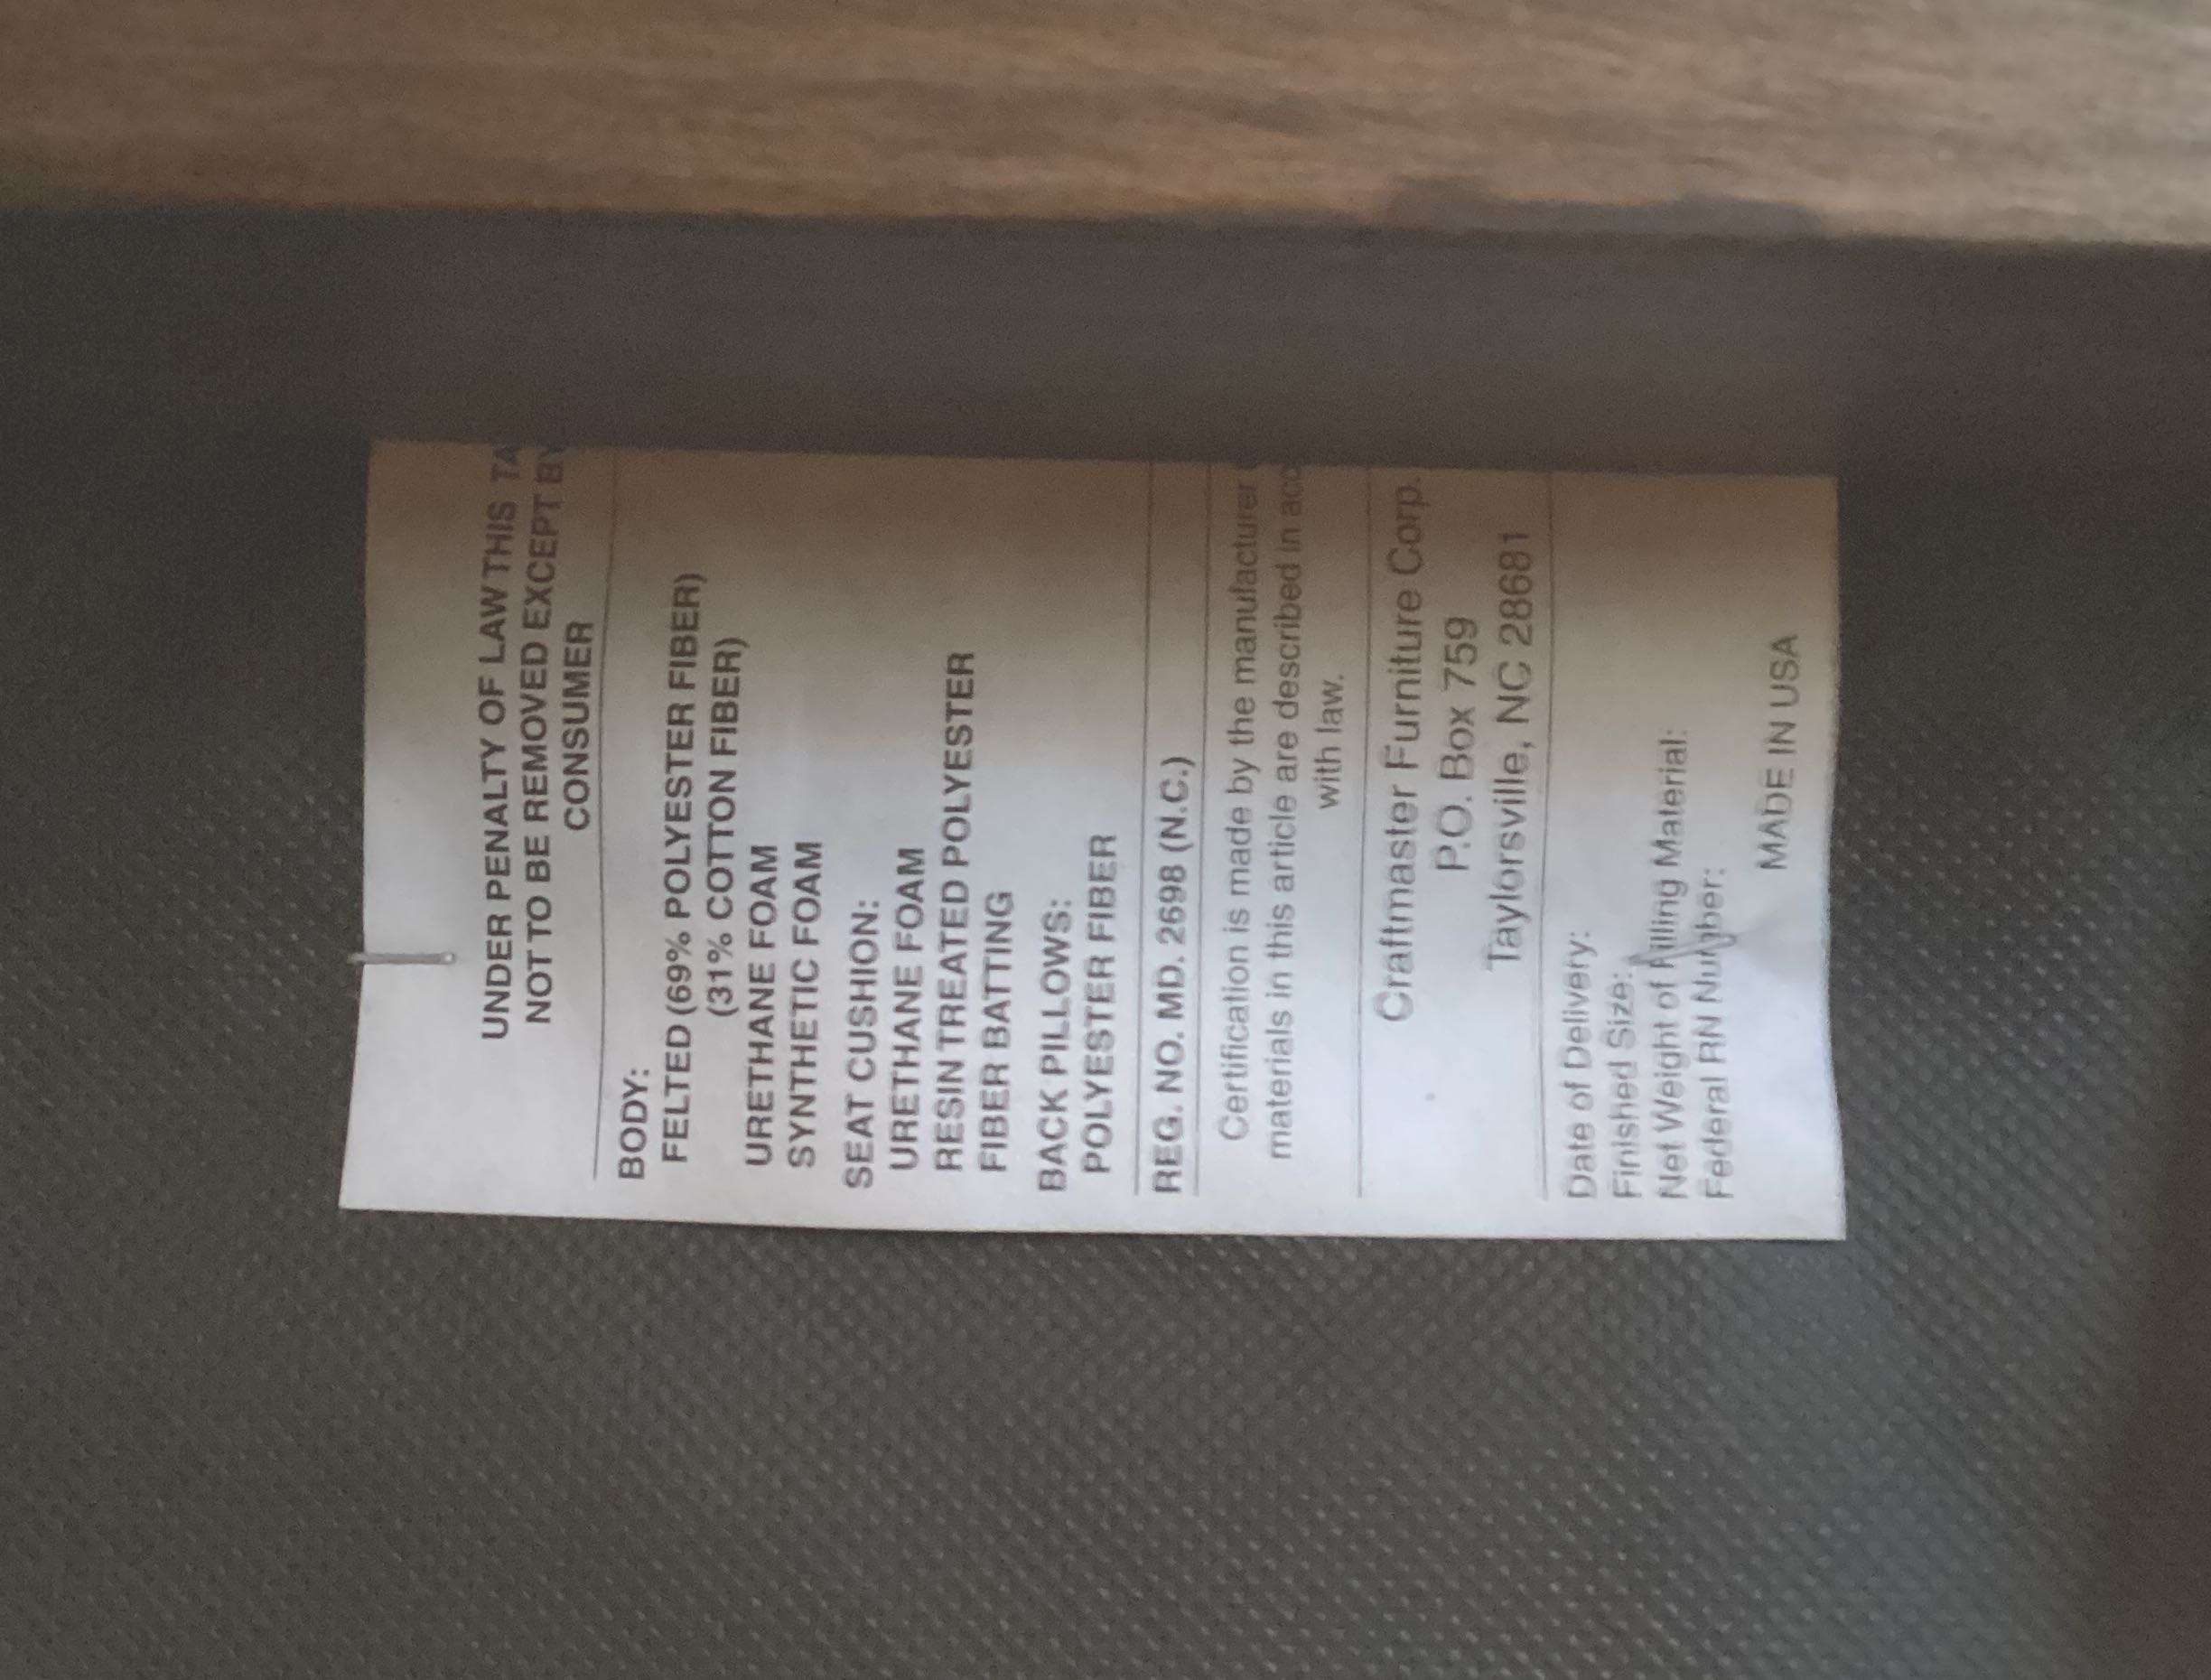 UNDER PENALTY OF LAW THIS TA
NOT TO BE REMOVED EXCEPT BY
CONSUMER
BODY:
FELTED (69% POLYESTER FIBER)
(31% COTTON FIBER)
URETHANE FOAM
SYNTHETIC FOAM
SEAT CUSHION:
URETHANE FOAM
RESIN TREATED POLYESTER
FIBER BATTING
BACK PILLOWS:
POLYESTER FIBER
REG. NO. MD. 2698 (N.C.)
Certification is made by the manufacturer
materials in this article are described in acc
with law.
Craftmaster Furniture Corp.
P.O. Box 759
Taylorsville, NC 28681
Date of Delivery:
Finished Size:
Net Weight of Filling Material:
Federal RN Number:
MADE IN USA